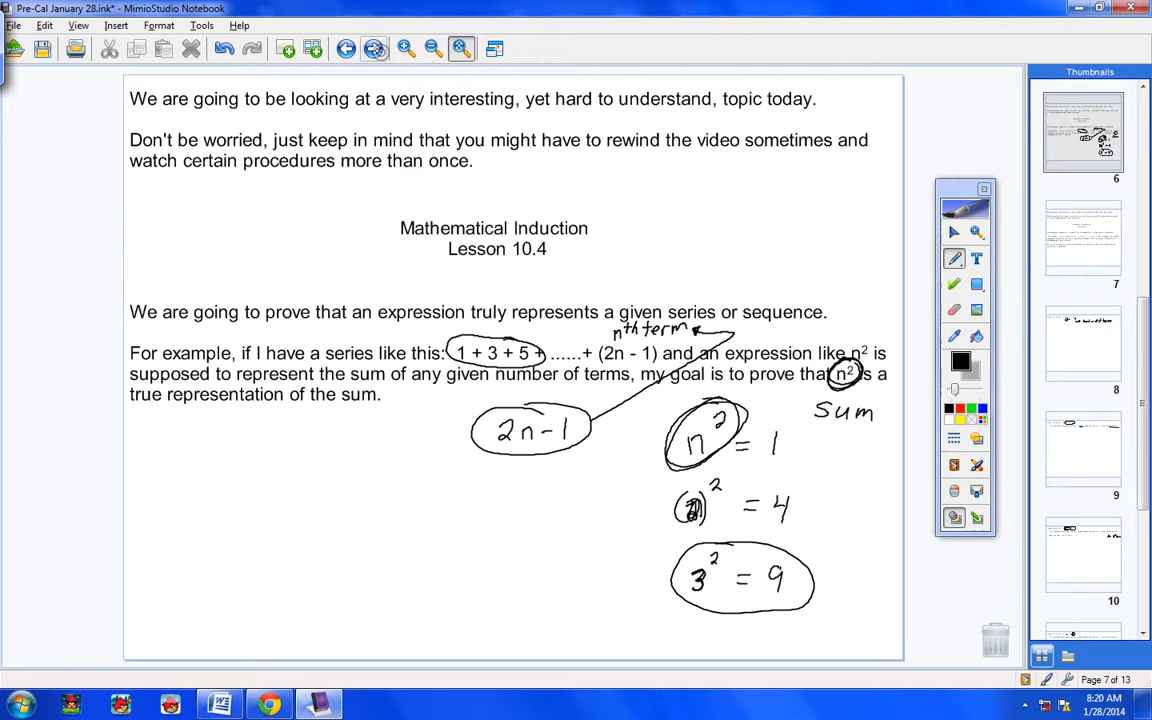 Pre-Cal January 28.ink* - MimioStudio Notebook
File Edit View Insert Format Tools Help
We are going to be looking at a very interesting, yet hard to understand, topic today.
Don't be worried, just keep in mind that you might have to rewind the video sometimes and
watch certain procedures more than once.
Mathematical Induction
Lesson 10.4
We are going to prove that an expression truly represents a given series or sequence.
nth term
For example, if I have a series like this: 1 + 3 + 5 + ......+ (2n - 1) and an expression like n² is
supposed to represent the sum of any given number of terms, my goal is to prove that n² is a
true representation of the sum.
sum
2n-1
n² = 1
( )² = 4
3² = 9
Thumbnails
6
7
8
9
10
Page 7 of 13
8:20 AM
1/28/2014